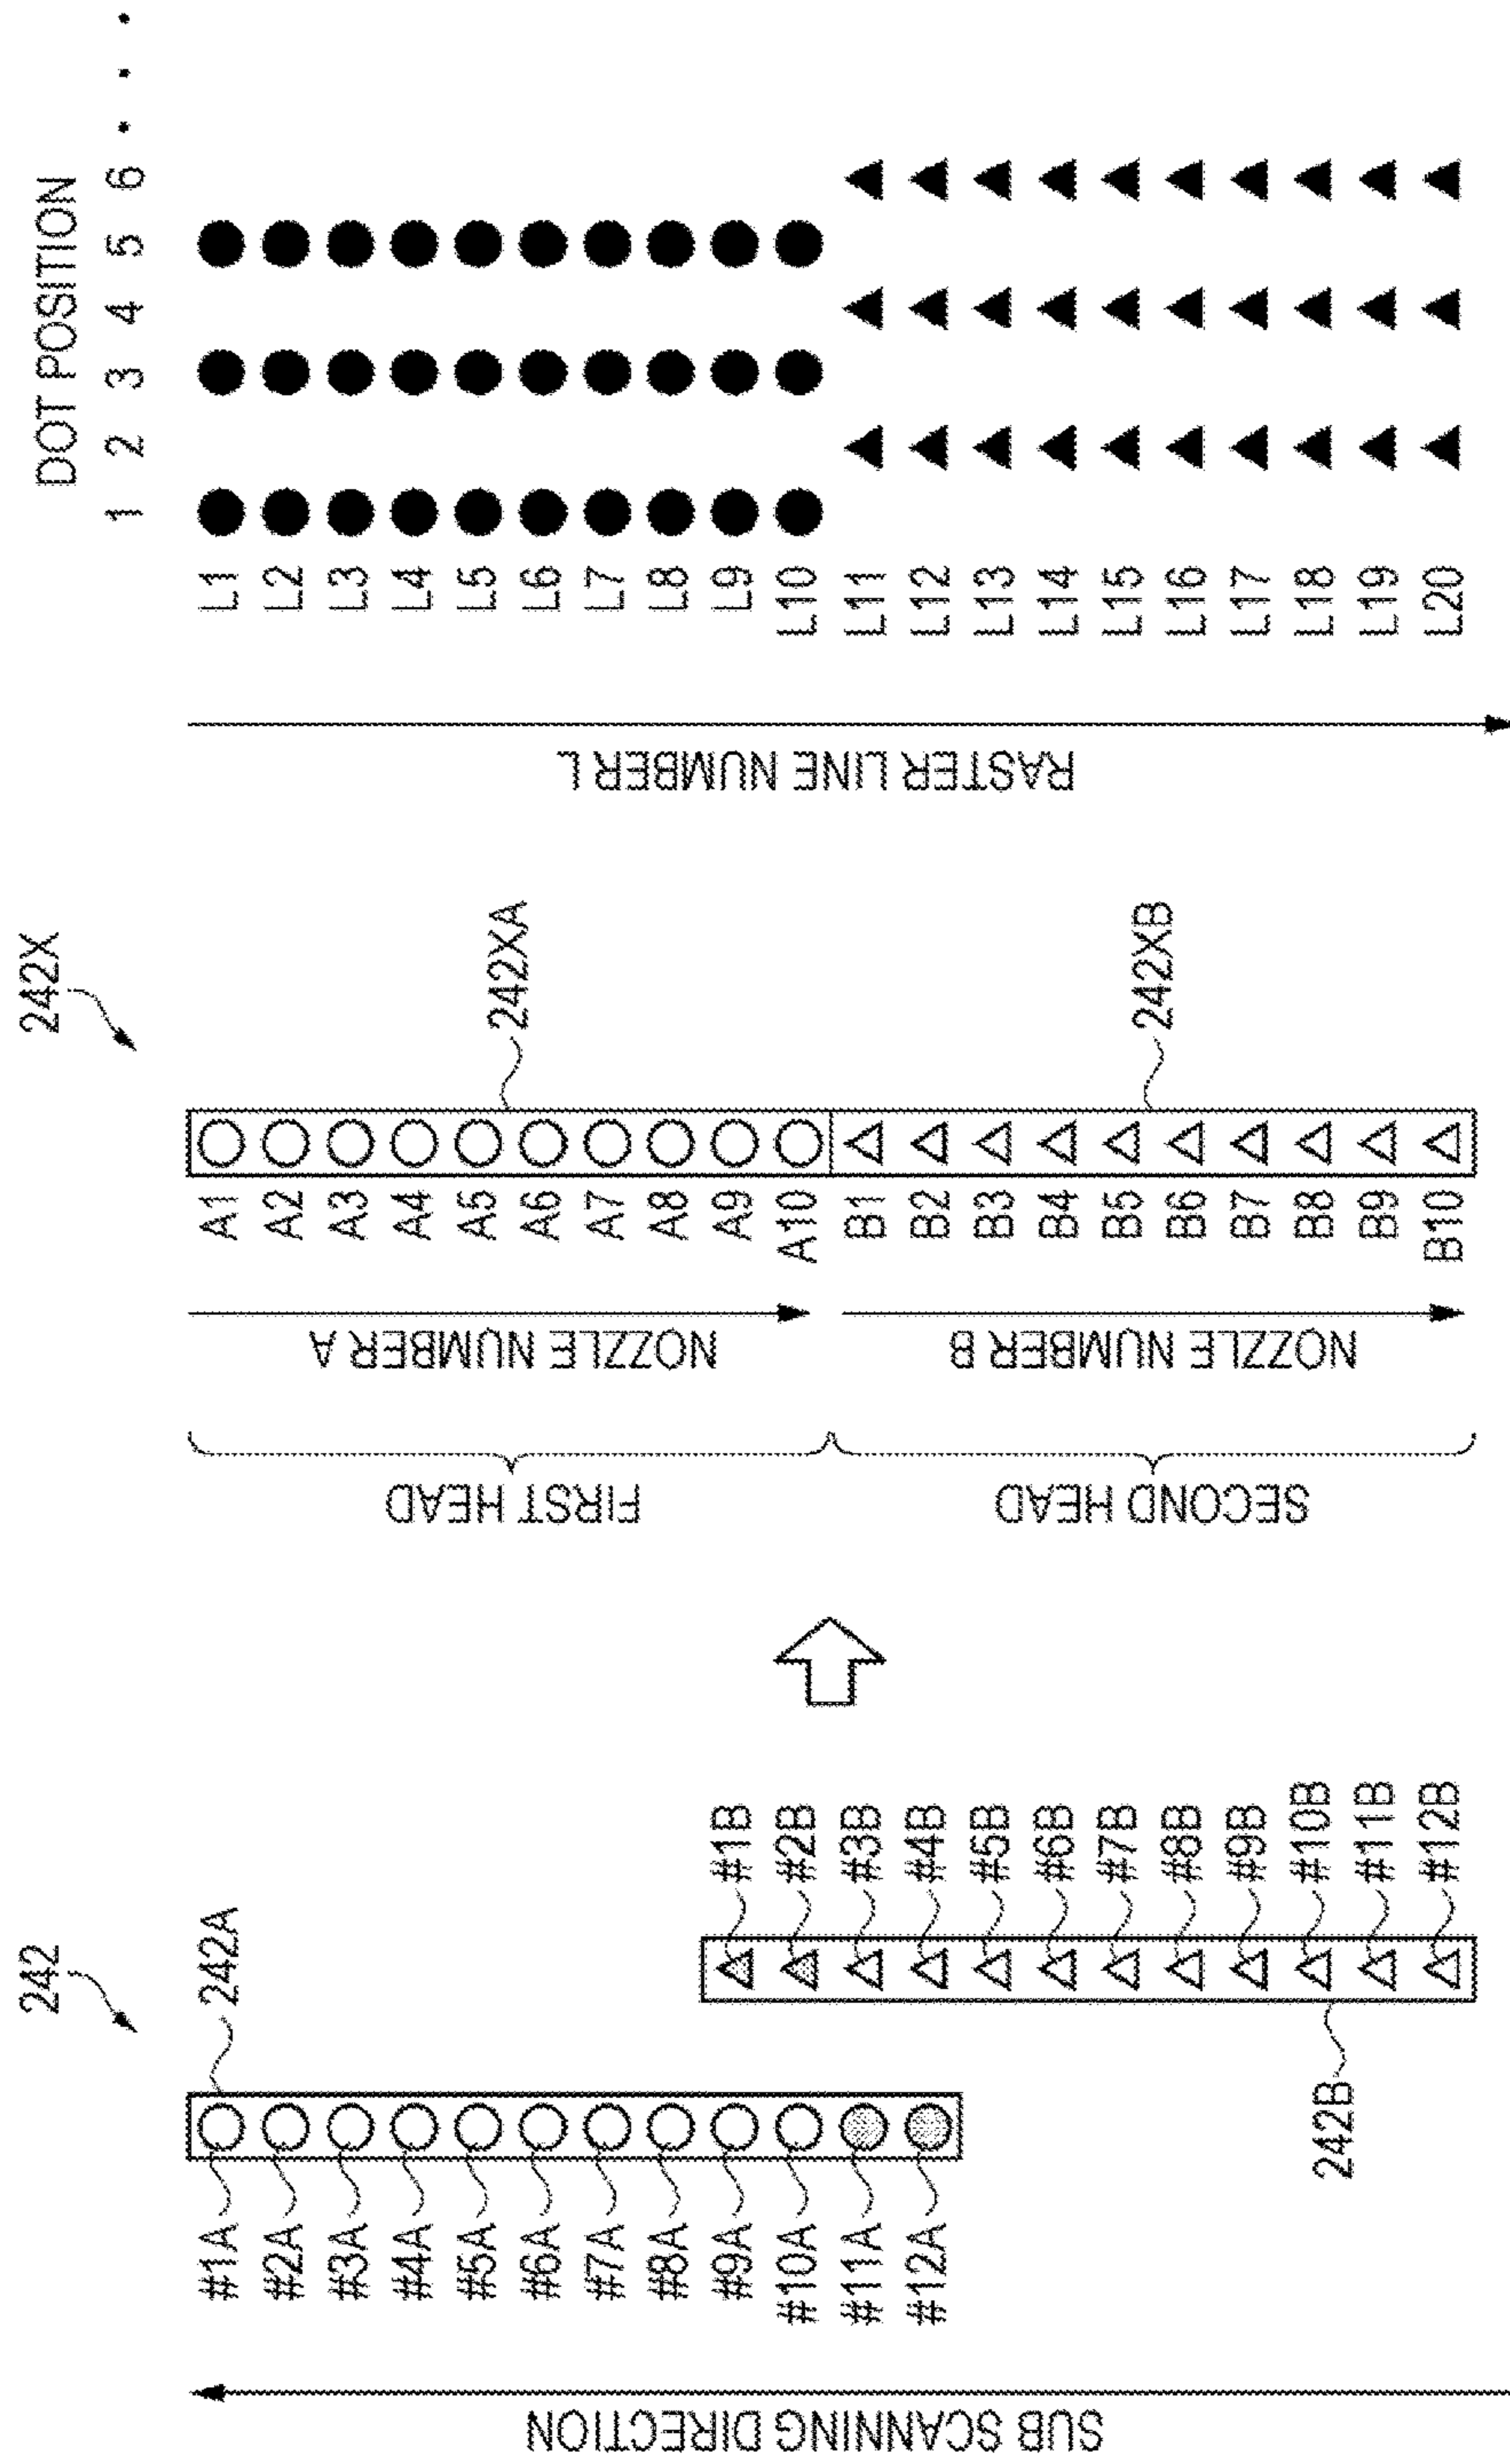 242
242A
#1A
#2A
#3A
#4A
#5A
#6A
#7A
#8A
#9A
#10A
#11A
#12A
SUB SCANNING DIRECTION
#1B
#2B
#3B
#4B
#5B
#6B
#7B
#8B
#9B
#10B
#11B
#12B
242B
242X
FIRST HEAD
SECOND HEAD
NOZZLE NUMBER A
NOZZLE NUMBER B
A1
A2
A3
A4
A5
A6
A7
A8
A9
A10
B1
B2
B3
B4
B5
B6
B7
B8
B9
B10
242XA
242XB
RASTER LINE NUMBER L
DOT POSITION
1 2 3 4 5 6 • • •
L1
L2
L3
L4
L5
L6
L7
L8
L9
L10
L11
L12
L13
L14
L15
L16
L17
L18
L19
L20